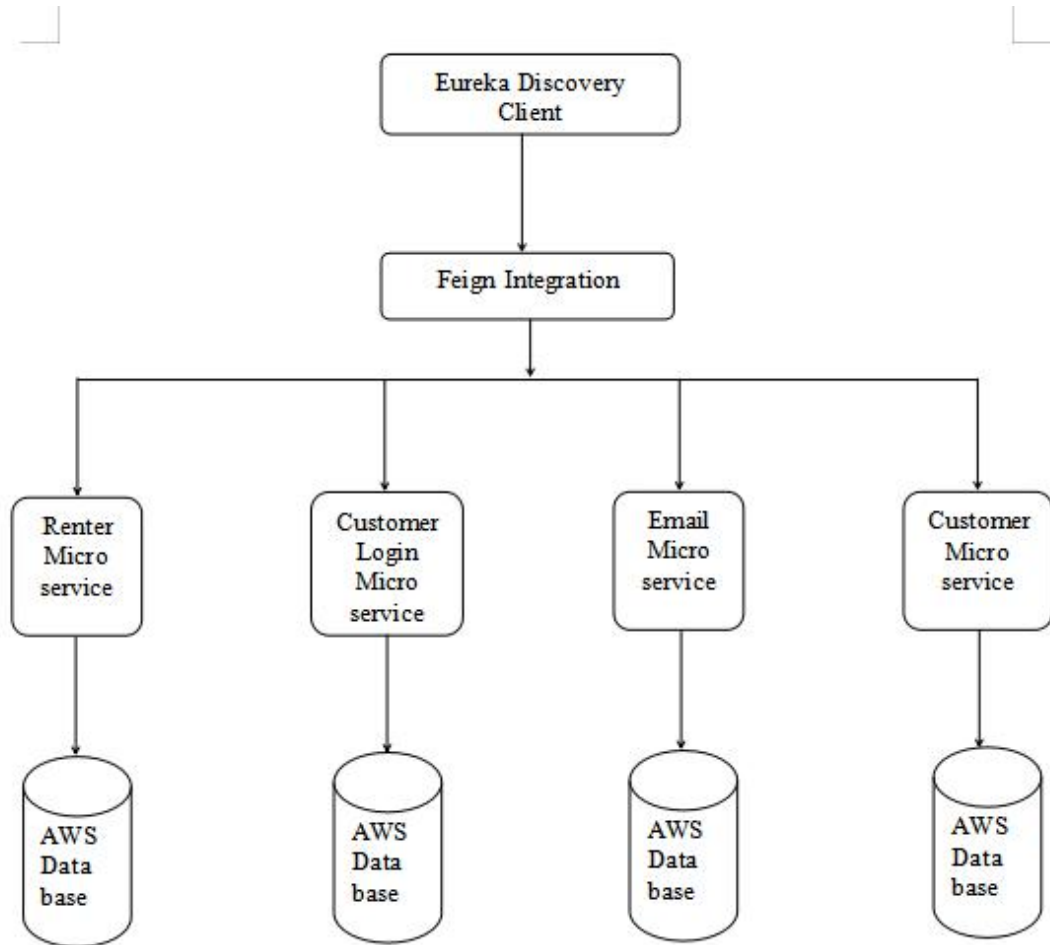 Eureka Discovery
Client
Feign Integration
Renter
Micro
service
Customer
Login
Micro
service
Email
Micro
service
Customer
Micro
service
AWS
Data
base
AWS
Data
base
AWS
Data
base
AWS
Data
base